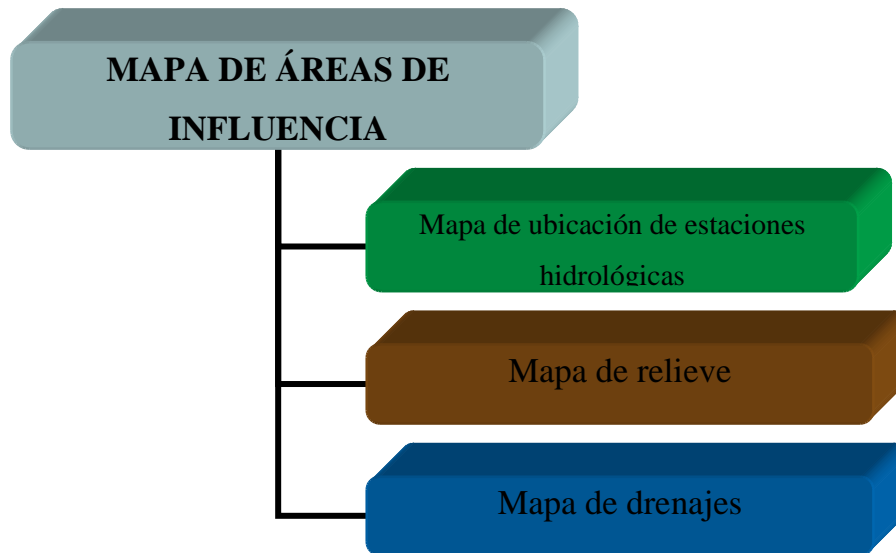 MAPA DE ÁREAS DE
INFLUENCIA
Mapa de ubicación de estaciones
hidrológicas
Mapa de relieve
Mapa de drenajes